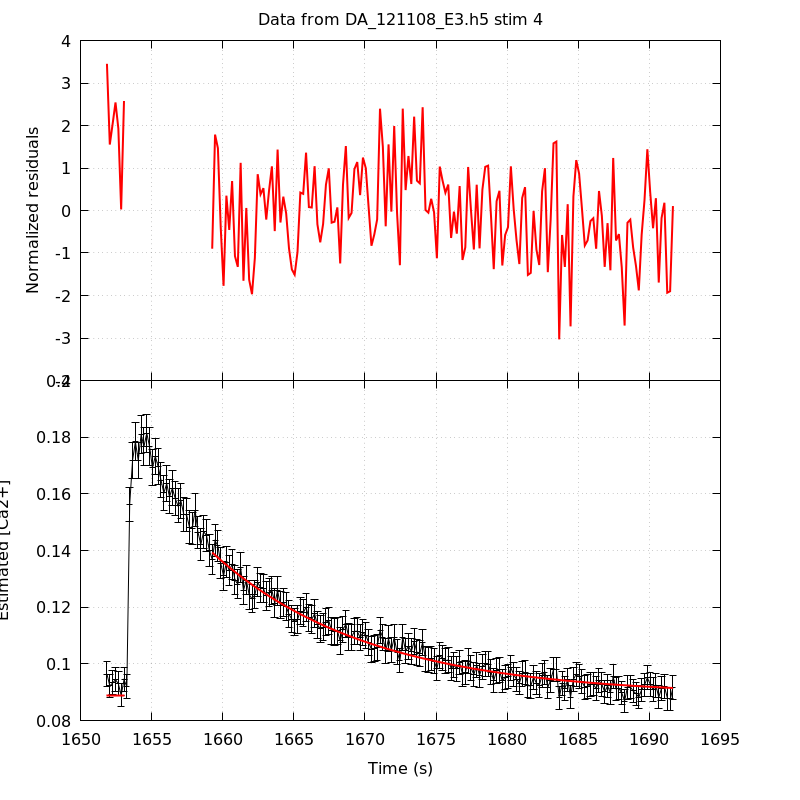 Data from DA_121108_E3.h5 stim 4
Normalized residuals
4
3
2
1
0
-1
-2
-3
Estimated [Ca2+]
0.18
0.16
0.14
0.12
0.1
0.08
1650 1655 1660 1665 1670 1675 1680 1685 1690 1695
Time (s)